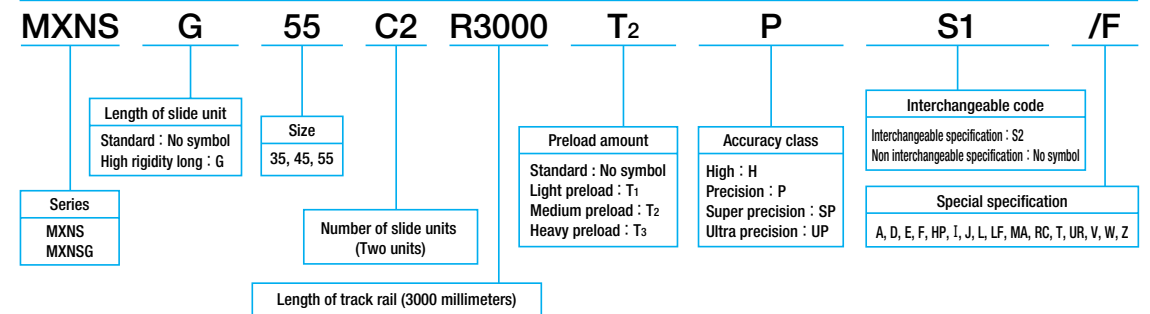 MXNS G 55 C2 R3000 T2 P S1 /F
Length of slide unit
Standard : No symbol
High rigidity long : G
Size
35, 45, 55
Series
MXNS
MXNSG
Number of slide units
(Two units)
Length of track rail (3000 millimeters)
Preload amount
Standard : No symbol
Light preload : T1
Medium preload : T2
Heavy preload : T3
Accuracy class
High : H
Precision : P
Super precision : SP
Ultra precision : UP
Interchangeable code
Interchangeable specification : S2
Non interchangeable specification : No symbol
Special specification
A, D, E, F, HP, I, J, L, LF, MA, RC, T, UR, V, W, Z